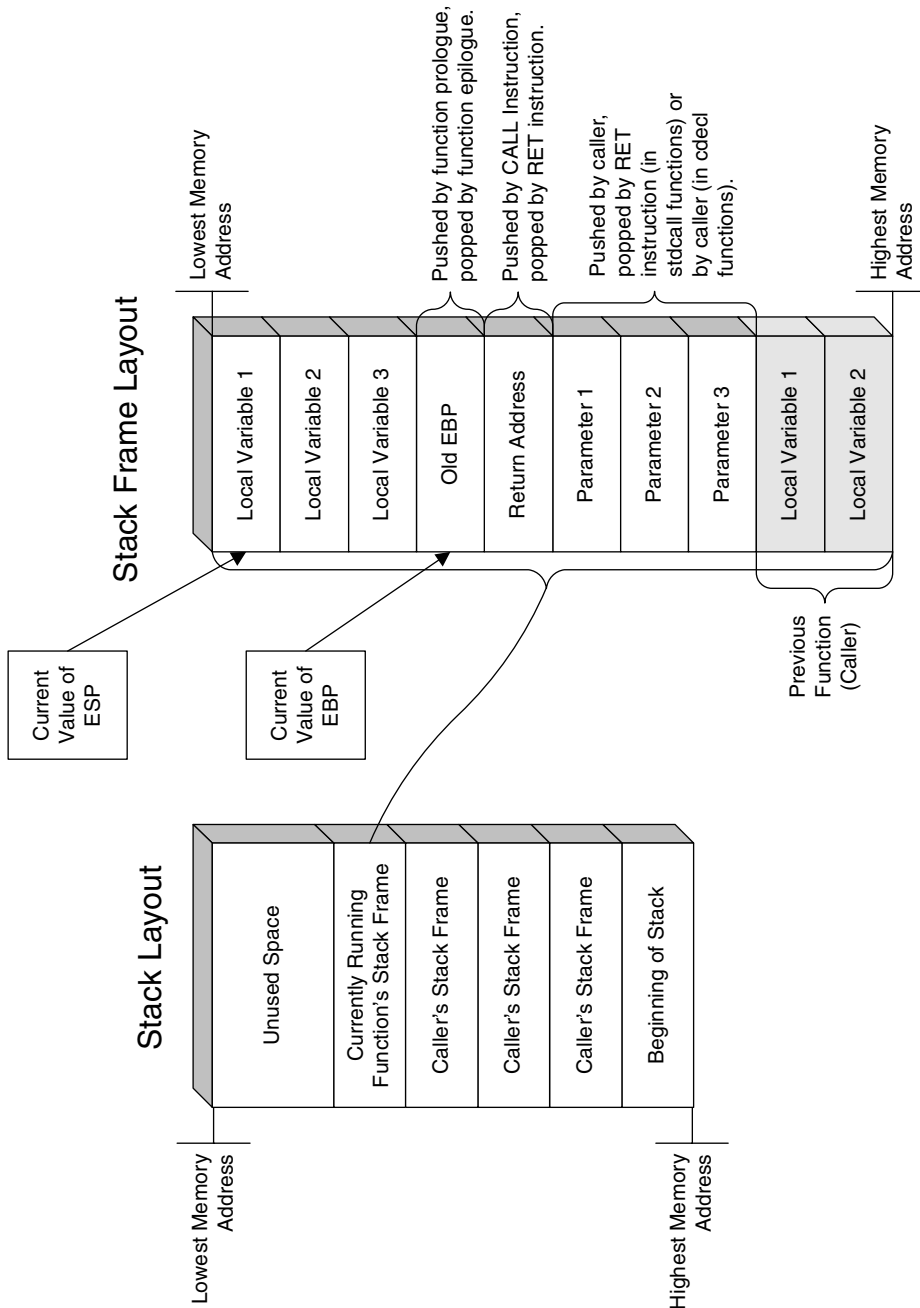 Stack Layout
Lowest Memory
Address
Unused Space
Currently Running
Function's Stack Frame
Caller's Stack Frame
Caller's Stack Frame
Caller's Stack Frame
Beginning of Stack
Highest Memory
Address
Stack Frame Layout
Current
Value of
ESP
Current
Value of
EBP
Lowest Memory
Address
Local Variable 1
Local Variable 2
Local Variable 3
Old EBP
Pushed by function prologue,
popped by function epilogue.
Return Address
Pushed by CALL Instruction,
popped by RET instruction.
Parameter 1
Parameter 2
Parameter 3
Pushed by caller,
popped by RET
instruction (in
stdcall functions) or
by caller (in cdecl
functions).
Local Variable 1
Local Variable 2
Previous
Function
(Caller)
Highest Memory
Address